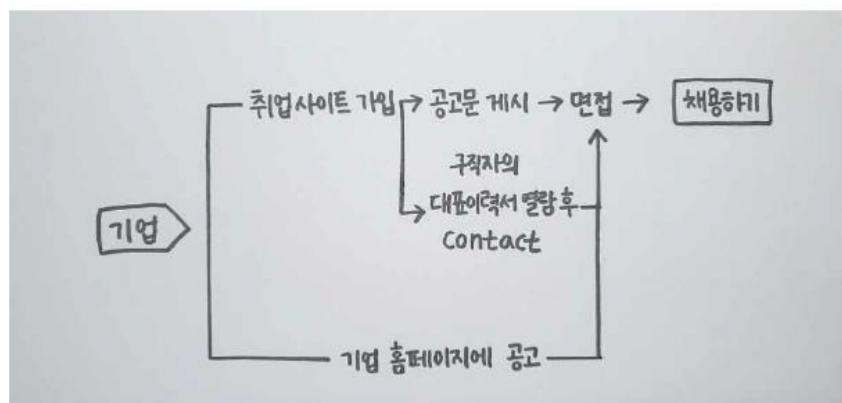 취업사이트 가입 → 공고문 게시 → 면접 → 채용하기
구직자의
대표이력서 열람 후
contact
기업
기업 홈페이지에 공고